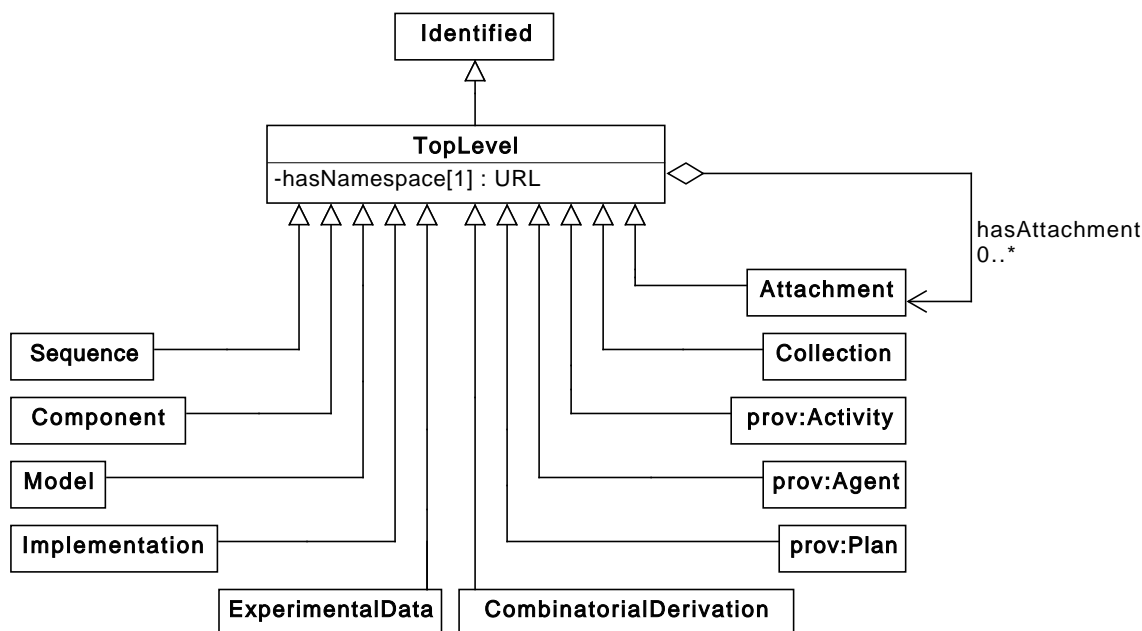 Identified
TopLevel
-hasNamespace[1] : URL
hasAttachment
0..*
Attachment
Sequence
Collection
Component
prov:Activity
Model
prov:Agent
Implementation
prov:Plan
ExperimentalData
CombinatorialDerivation